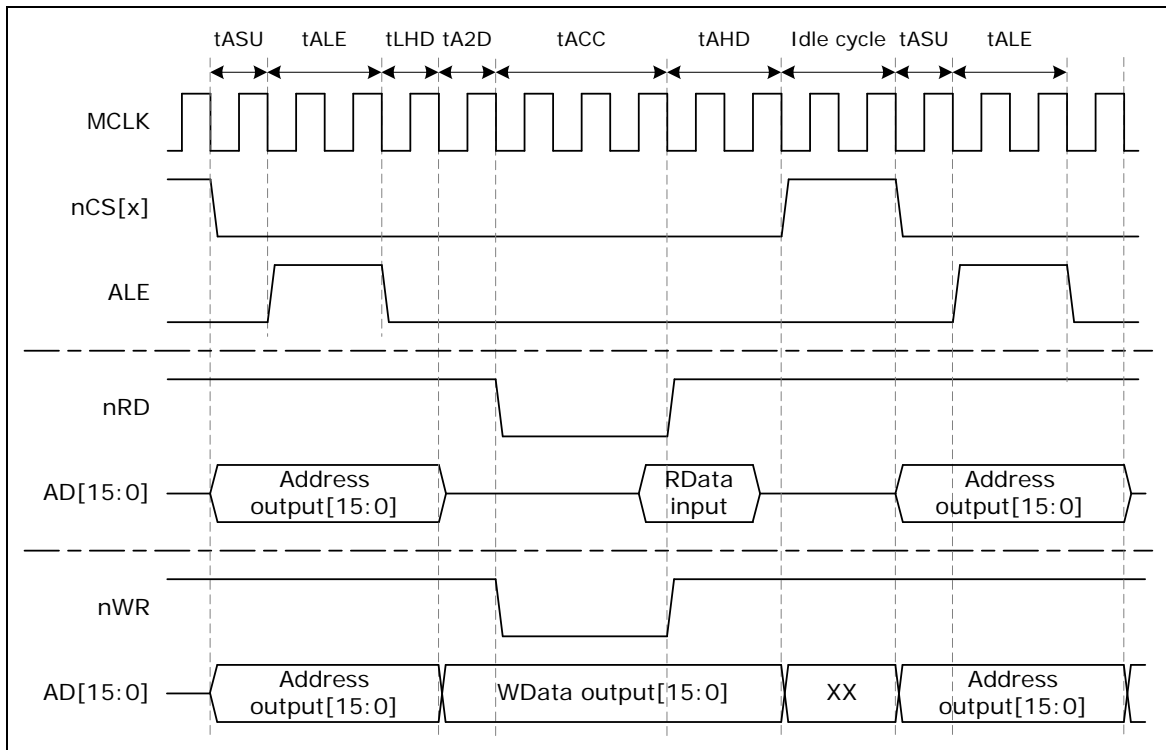 tASU tALE tLHD tA2D tACC tAHD Idle cycle tASU tALE
MCLK
nCS[x]
ALE
nRD
AD[15:0]
Address
output[15:0]
RData
input
Address
output[15:0]
nWR
AD[15:0]
Address
output[15:0]
WData output[15:0]
XX
Address
output[15:0]